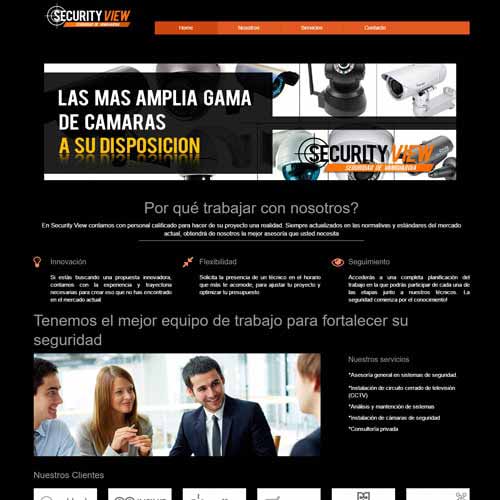 SECURITY VIEW
SEGURIDAD DE VANGUARDIA
Home Nosotros Servicios Contacto
LAS MAS AMPLIA GAMA
DE CAMARAS
A SU DISPOSICION
SECURITY VIEW
SEGURIDAD DE VANGUARDIA
Por qué trabajar con nosotros?
En Security View contamos con personal calificado para hacer de su proyecto una realidad. Siempre actualizados en las normativas y estándares del mercado
actual, obtendrá de nosotros la mejor asesoría que usted necesita
Innovación
Si estás buscando una propuesta innovadora,
contamos con la experiencia y trayectoria
necesarias para crear eso que no has encontrado
en el mercado actual
Flexibilidad
Solicita la presencia de un técnico en el horario
que más te acomode, para ajustar tu proyecto y
optimizar tu presupuesto
Seguimiento
Accederás a una completa planificación del
trabajo en la que podrás participar de cada una de
las etapas junto a nuestros técnicos. La
seguridad comienza por el conocimiento!
Tenemos el mejor equipo de trabajo para fortalecer su
seguridad
Nuestros servicios
*Asesoría general en sistemas de seguridad.
*Instalación de circuito cerrado de televisión
(CCTV)
*Análisis y mantención de sistemas
*Instalación de cámaras de seguridad
*Consultoría privada
Nuestros Clientes